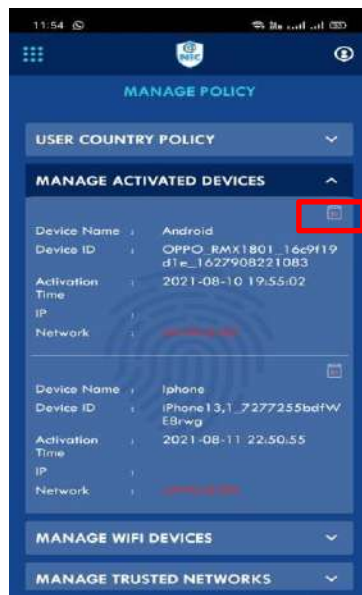 11:54
NIC
MANAGE POLICY
USER COUNTRY POLICY
MANAGE ACTIVATED DEVICES
Device Name : Android
Device ID : OPPO_RMX1801_16c9f19
d1e_1627908221083
Activation : 2021-08-10 19:55:02
Time
IP :
Network :
Device Name : Iphone
Device ID : iPhone13,1_7277255bdfW
E8rwg
Activation : 2021-08-11 22:50:55
Time
IP :
Network :
MANAGE WIFI DEVICES
MANAGE TRUSTED NETWORKS